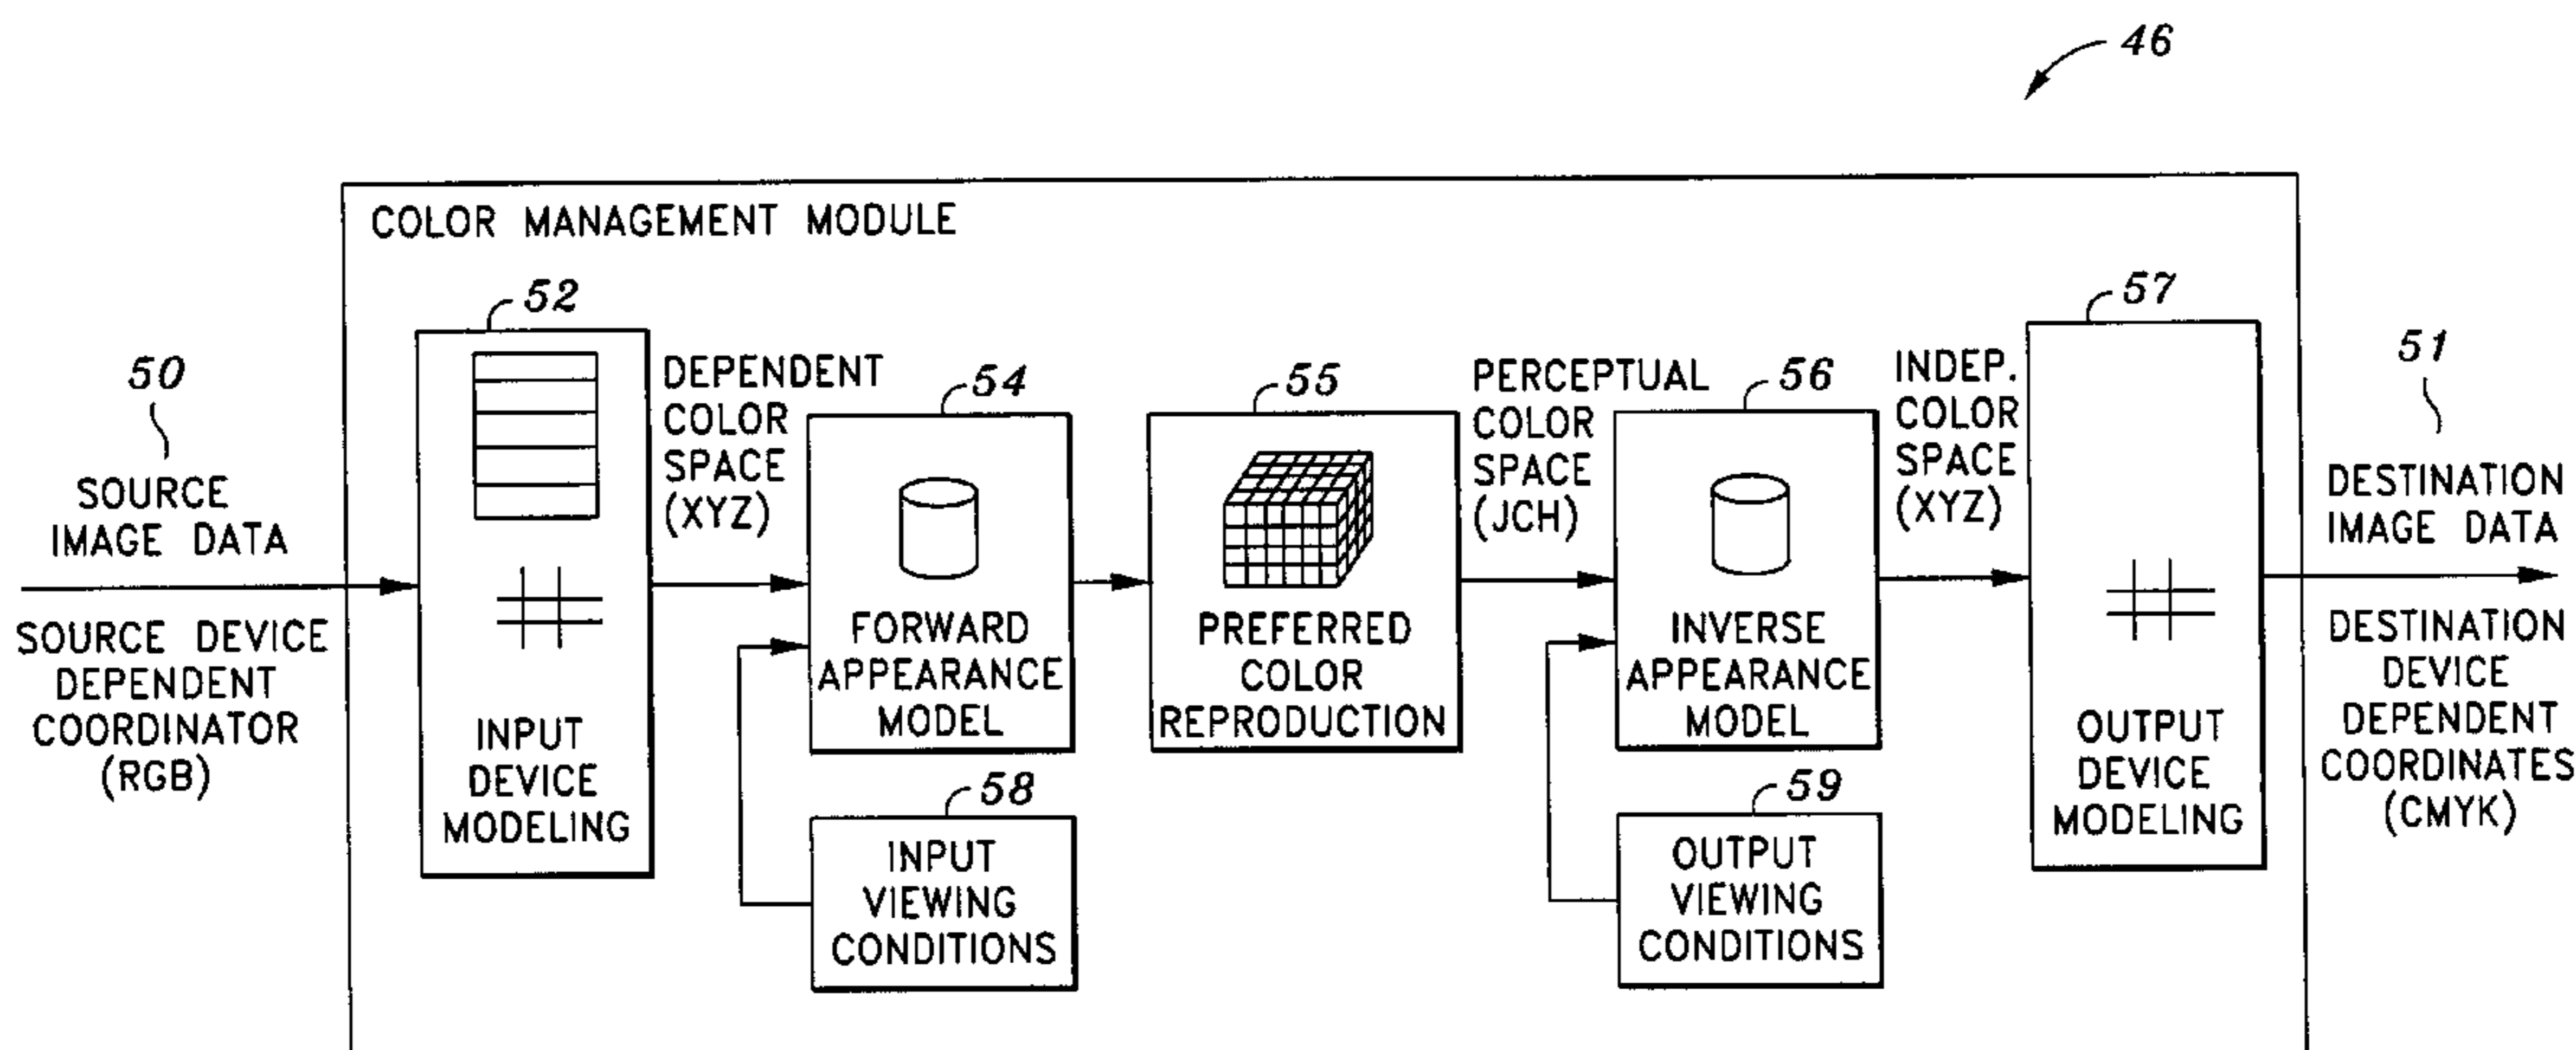 46
COLOR MANAGEMENT MODULE
50
SOURCE
IMAGE DATA
SOURCE DEVICE
DEPENDENT
COORDINATOR
(RGB)
52
INPUT
DEVICE
MODELING
DEPENDENT
COLOR
SPACE
(XYZ)
54
FORWARD
APPEARANCE
MODEL
58
INPUT
VIEWING
CONDITIONS
55
PREFERRED
COLOR
REPRODUCTION
PERCEPTUAL
COLOR
SPACE
(JCH)
56
INVERSE
APPEARANCE
MODEL
59
OUTPUT
VIEWING
CONDITIONS
INDEP.
COLOR
SPACE
(XYZ)
57
OUTPUT
DEVICE
MODELING
51
DESTINATION
IMAGE DATA
DESTINATION
DEVICE
DEPENDENT
COORDINATES
(CMYK)